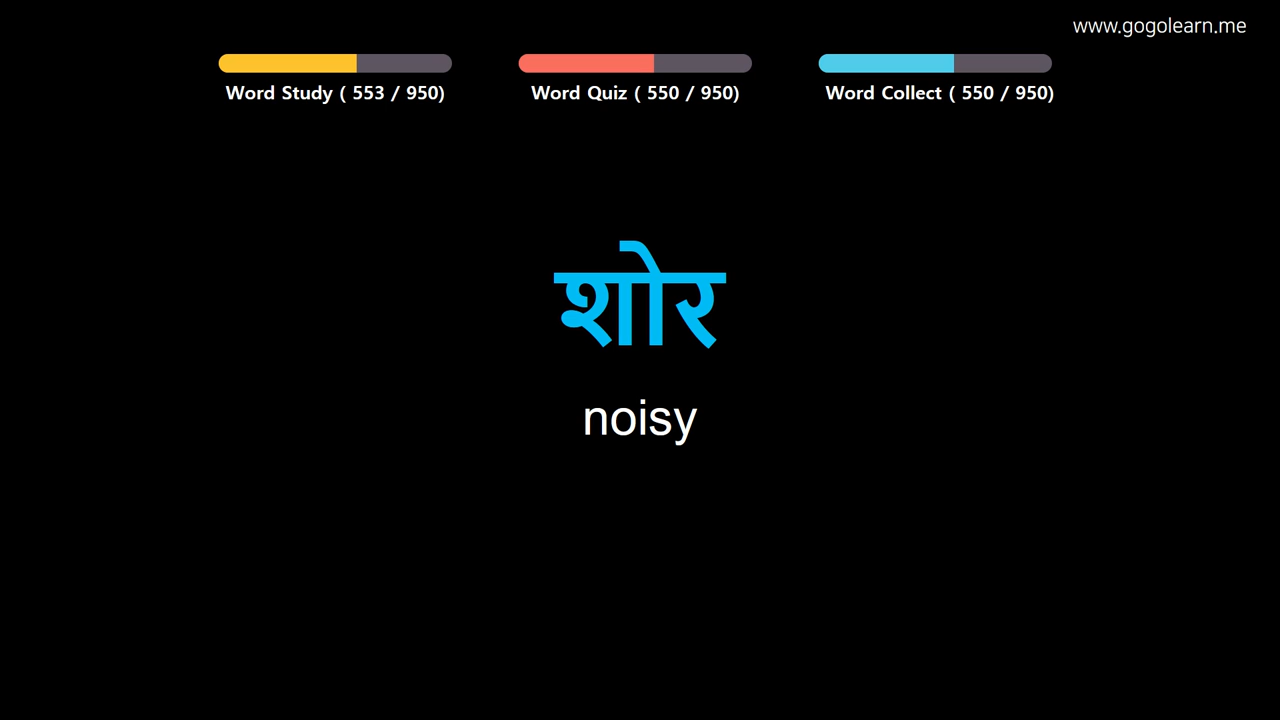 www.gogolearn.me
Word Study ( 553 / 950)
Word Quiz ( 550 / 950)
Word Collect ( 550 / 950)
शोर
noisy